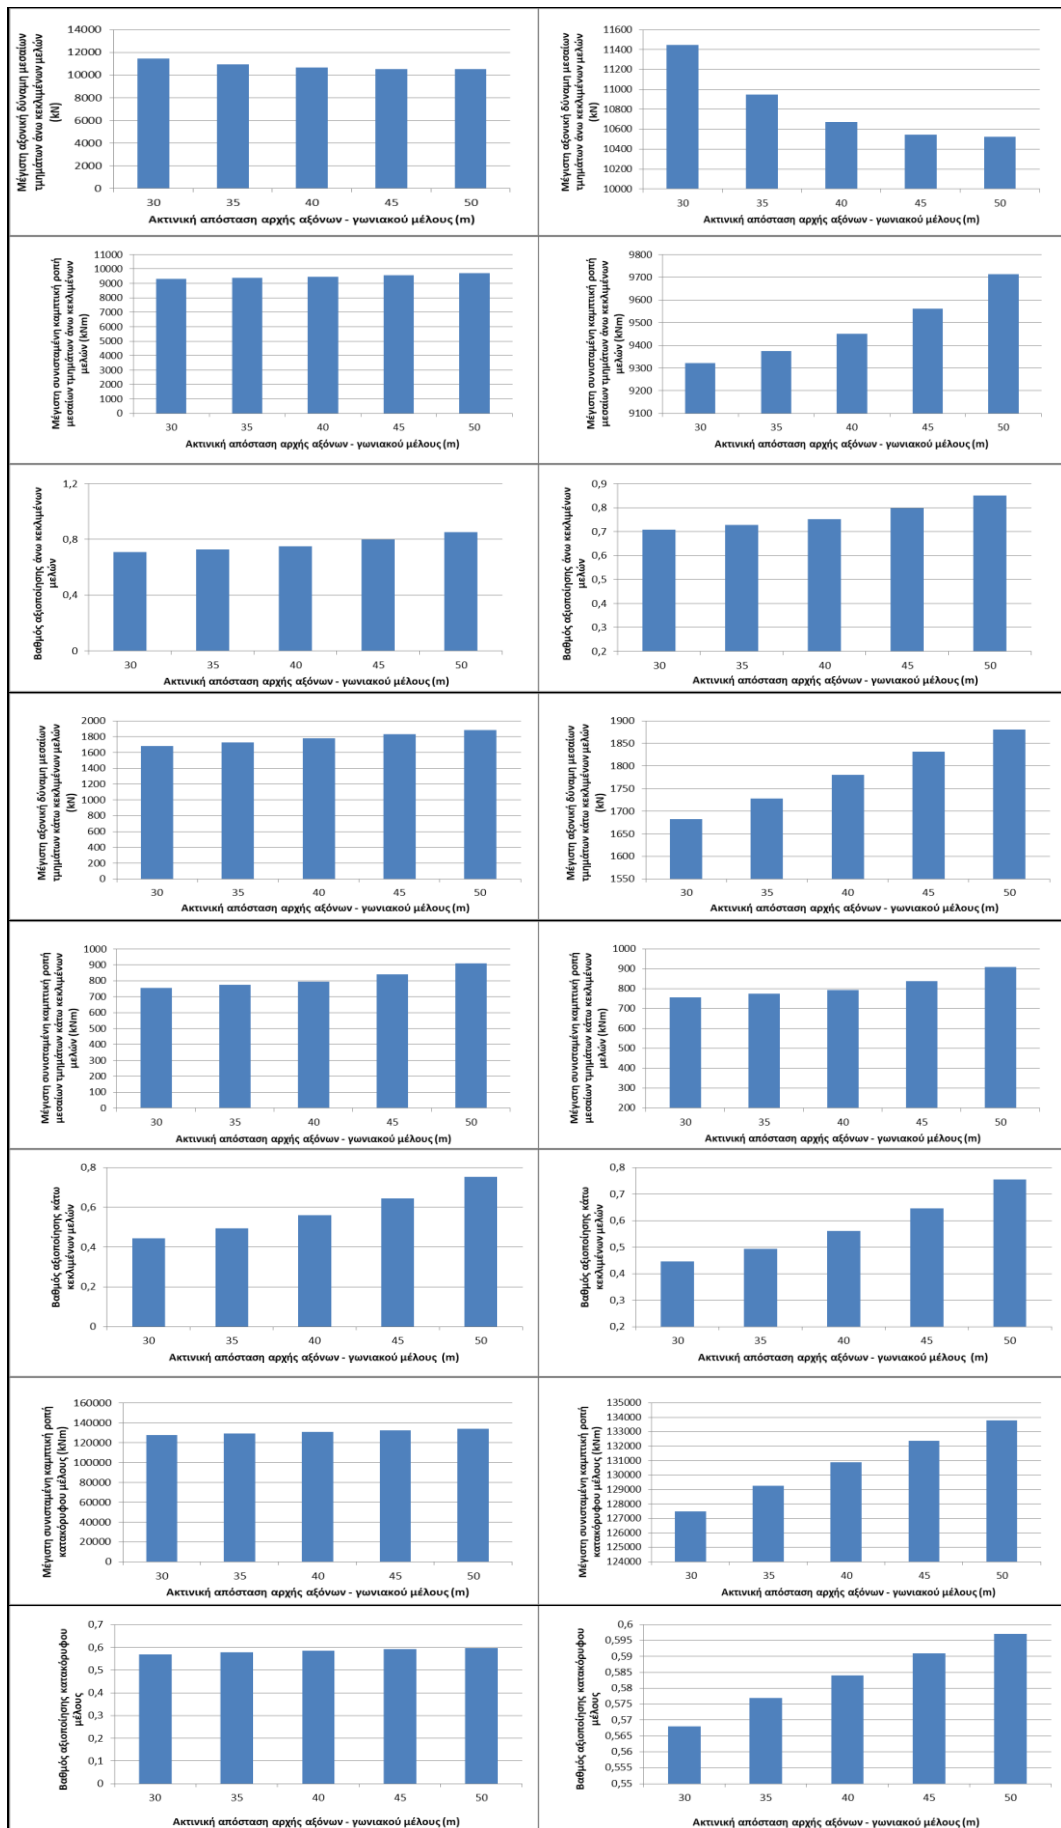 Μέγιστη αξονική δύναμη μεσαίων
τμημάτων άνω κεκλιμένων μελών
(kN)
14000
12000
10000
8000
6000
4000
2000
0
30 35 40 45 50
Ακτινική απόσταση αρχής αξόνων - γωνιακού μέλους (m)
Μέγιστη αξονική δύναμη μεσαίων
τμημάτων άνω κεκλιμένων μελών
(kN)
11600
11400
11200
11000
10800
10600
10400
10200
10000
30 35 40 45 50
Ακτινική απόσταση αρχής αξόνων - γωνιακού μέλους (m)
Μέγιστη συνισταμένη καμπτική ροπή
μεσαίων τμημάτων άνω κεκλιμένων
μελών (kNm)
11000
10000
9000
8000
7000
6000
5000
4000
3000
2000
1000
0
30 35 40 45 50
Ακτινική απόσταση αρχής αξόνων - γωνιακού μέλους (m)
Μέγιστη συνισταμένη καμπτική ροπή
μεσαίων τμημάτων άνω κεκλιμένων
μελών (kNm)
9800
9700
9600
9500
9400
9300
9200
9100
30 35 40 45 50
Ακτινική απόσταση αρχής αξόνων - γωνιακού μέλους (m)
Βαθμός αξιοποίησης άνω κεκλιμένων
μελών
1,2
0,8
0,4
0
30 35 40 45 50
Ακτινική απόσταση αρχής αξόνων - γωνιακού μέλους (m)
Βαθμός αξιοποίησης άνω κεκλιμένων
μελών
0,9
0,8
0,7
0,6
0,5
0,4
0,3
0,2
30 35 40 45 50
Ακτινική απόσταση αρχής αξόνων - γωνιακού μέλους (m)
Μέγιστη αξονική δύναμη μεσαίων
τμημάτων κάτω κεκλιμένων μελών
(kN)
2000
1800
1600
1400
1200
1000
800
600
400
200
0
30 35 40 45 50
Ακτινική απόσταση αρχής αξόνων - γωνιακού μέλους (m)
Μέγιστη αξονική δύναμη μεσαίων
τμημάτων κάτω κεκλιμένων μελών
(kN)
1900
1850
1800
1750
1700
1650
1600
1550
30 35 40 45 50
Ακτινική απόσταση αρχής αξόνων - γωνιακού μέλους (m)
Μέγιστη συνισταμένη καμπτική ροπή
μεσαίων τμημάτων κάτω κεκλιμένων
μελών (kNm)
1000
900
800
700
600
500
400
300
200
100
0
30 35 40 45 50
Ακτινική απόσταση αρχής αξόνων - γωνιακού μέλους (m)
Μέγιστη συνισταμένη καμπτική ροπή
μεσαίων τμημάτων κάτω κεκλιμένων
μελών (kNm)
1000
900
800
700
600
500
400
300
200
30 35 40 45 50
Ακτινική απόσταση αρχής αξόνων - γωνιακού μέλους (m)
Βαθμός αξιοποίησης κάτω
κεκλιμένων μελών
0,8
0,6
0,4
0,2
0
30 35 40 45 50
Ακτινική απόσταση αρχής αξόνων - γωνιακού μέλους (m)
Βαθμός αξιοποίησης κάτω
κεκλιμένων μελών
0,8
0,7
0,6
0,5
0,4
0,3
0,2
30 35 40 45 50
Ακτινική απόσταση αρχής αξόνων - γωνιακού μέλους (m)
Μέγιστη συνισταμένη καμπτική ροπή
κατακόρυφου μέλους (kNm)
160000
140000
120000
100000
80000
60000
40000
20000
0
30 35 40 45 50
Ακτινική απόσταση αρχής αξόνων - γωνιακού μέλους (m)
Μέγιστη συνισταμένη καμπτική ροπή
κατακόρυφου μέλους (kNm)
135000
134000
133000
132000
131000
130000
129000
128000
127000
126000
125000
124000
30 35 40 45 50
Ακτινική απόσταση αρχής αξόνων - γωνιακού μέλους (m)
Βαθμός αξιοποίησης κατακόρυφου
μέλους
0,7
0,6
0,5
0,4
0,3
0,2
0,1
0
30 35 40 45 50
Ακτινική απόσταση αρχής αξόνων - γωνιακού μέλους (m)
Βαθμός αξιοποίησης κατακόρυφου
μέλους
0,6
0,595
0,59
0,585
0,58
0,575
0,57
0,565
0,56
0,555
0,55
30 35 40 45 50
Ακτινική απόσταση αρχής αξόνων - γωνιακού μέλους (m)